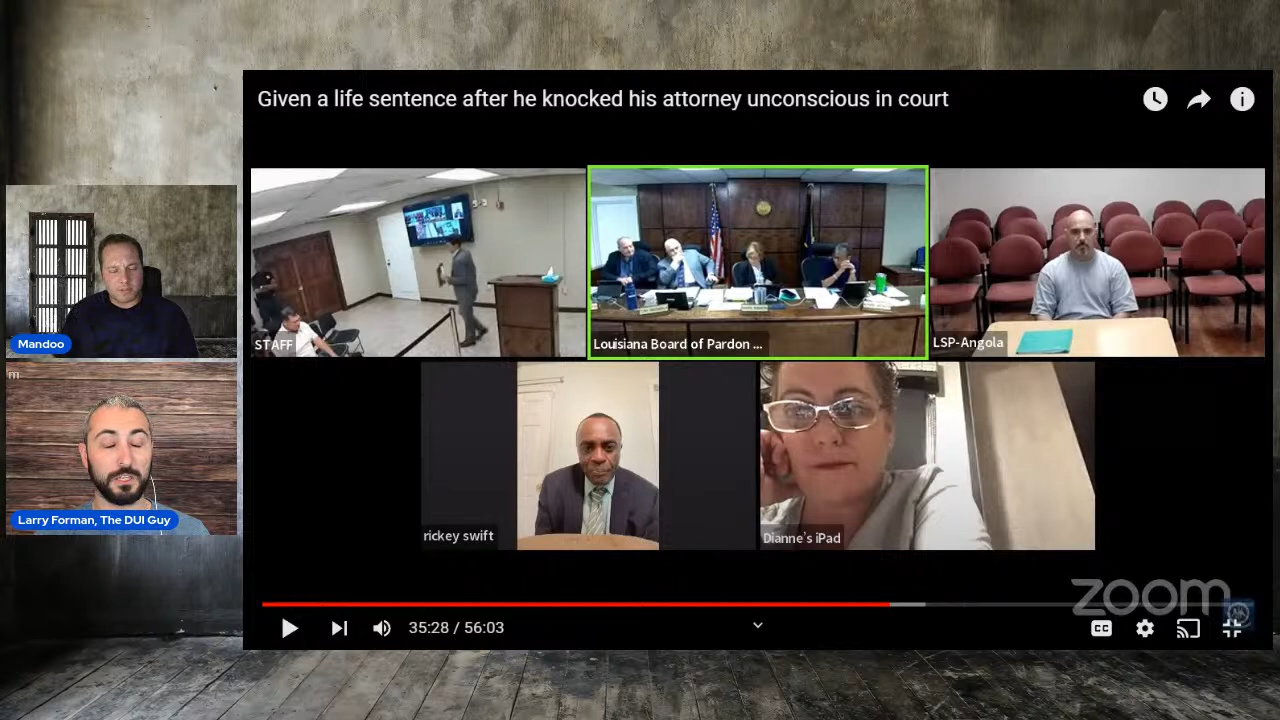 Given a life sentence after he knocked his attorney unconscious in court
STAFF
Louisiana Board of Pardon ...
LSP-Angola
Mandoo
m
Larry Forman, The DUI Guy
rickey swift
Dianne's iPad
zoom
35:28 / 56:03
CC